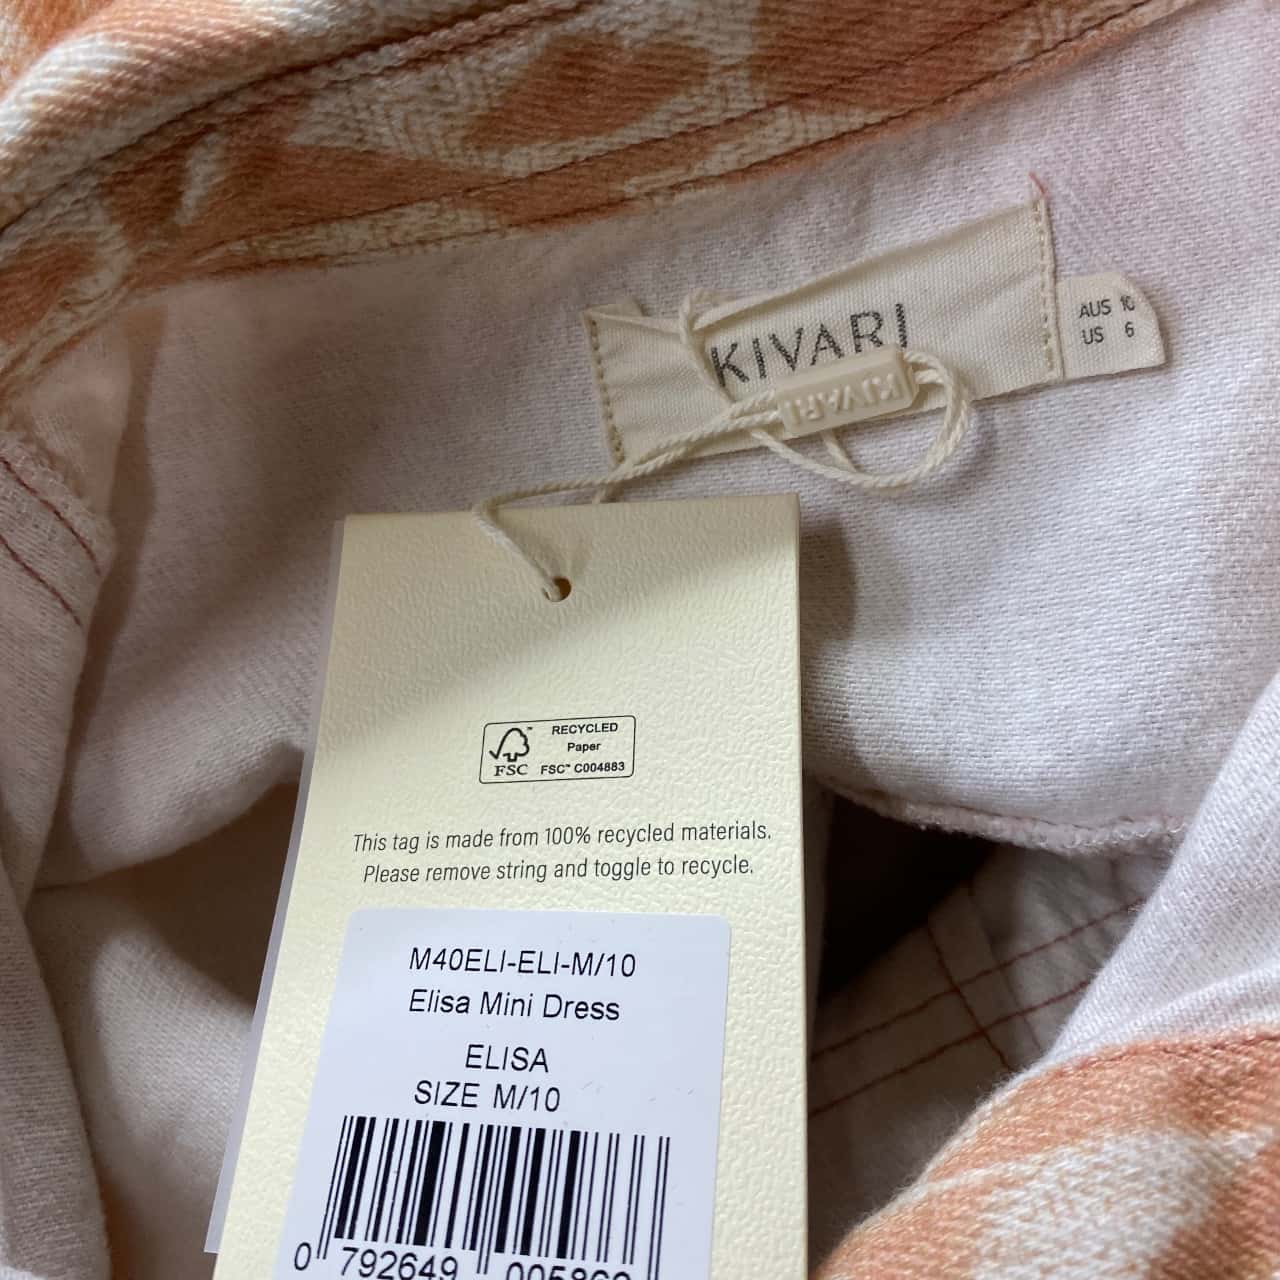 KIVARI
AUS 10
US 6
KIVARI
RECYCLED
Paper
FSC™ C004883
FSC
This tag is made from 100% recycled materials.
Please remove string and toggle to recycle.
M40ELI-ELI-M/10
Elisa Mini Dress
ELISA
SIZE M/10
0 792649